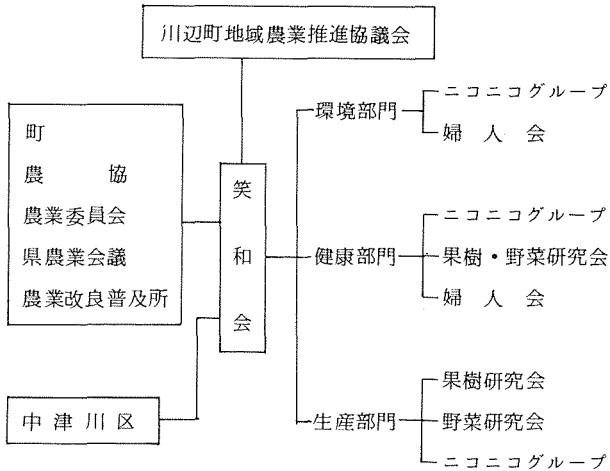 川辺町地域農業推進協議会
町
農協
農業委員会
県農業会議
農業改良普及所
中津川区
笑和会
環境部門
ニコニコグループ
婦人会
健康部門
ニコニコグループ
果樹・野菜研究会
婦人会
生産部門
果樹研究会
野菜研究会
ニコニコグループ